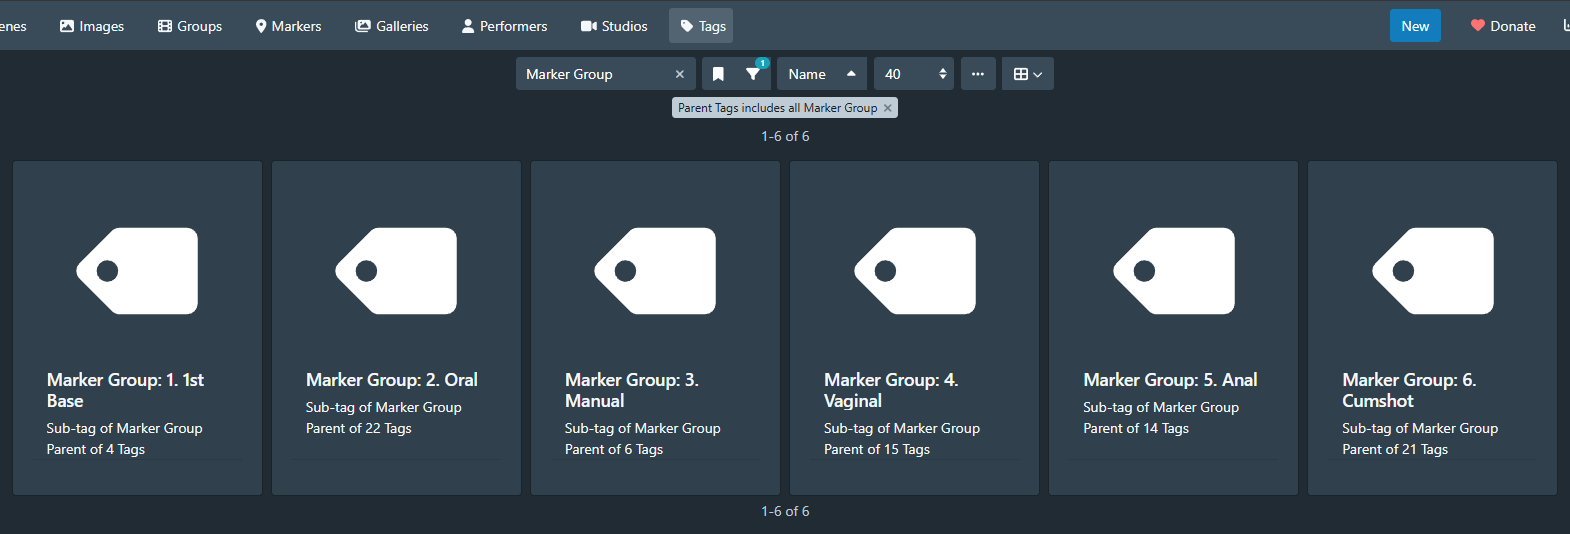 enes Images Groups Markers Galleries Performers Studios Tags New Donate
Marker Group 1 Name 40
Parent Tags includes all Marker Group
1-6 of 6
Marker Group: 1. 1st Base
Sub-tag of Marker Group
Parent of 4 Tags
Marker Group: 2. Oral
Sub-tag of Marker Group
Parent of 22 Tags
Marker Group: 3.
Manual
Sub-tag of Marker Group
Parent of 6 Tags
Marker Group: 4.
Vaginal
Sub-tag of Marker Group
Parent of 15 Tags
Marker Group: 5. Anal
Sub-tag of Marker Group
Parent of 14 Tags
Marker Group: 6.
Cumshot
Sub-tag of Marker Group
Parent of 21 Tags
1-6 of 6